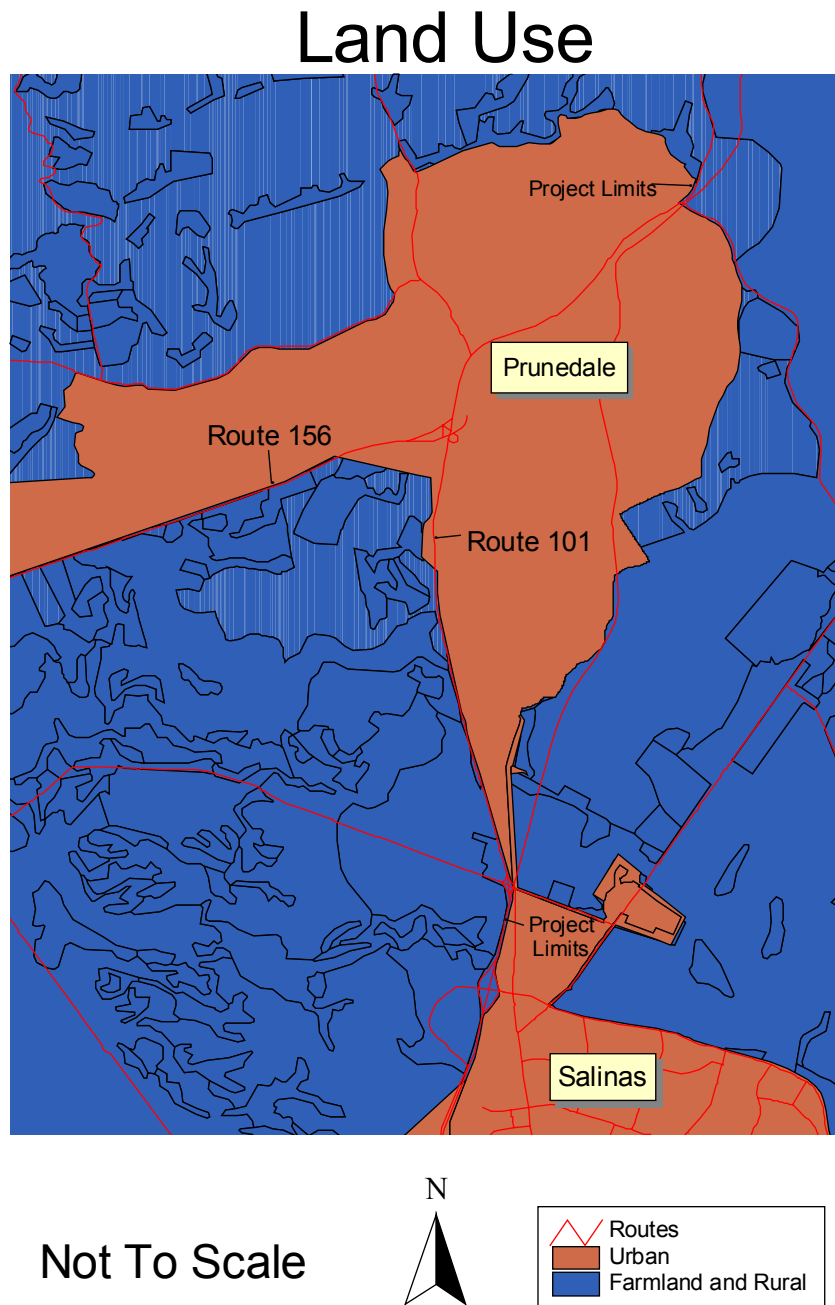 Land Use
Project Limits
Prunedale
Route 156
Route 101
Project
Limits
Salinas
N
Not To Scale
Routes
Urban
Farmland and Rural